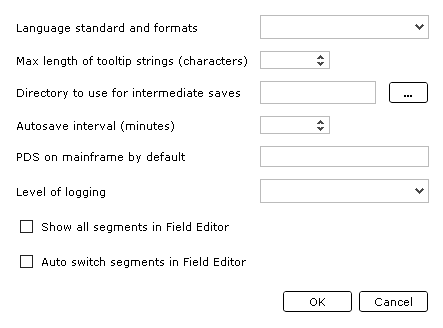 Language standard and formats
Max length of tooltip strings (characters)
Directory to use for intermediate saves
...
Autosave interval (minutes)
PDS on mainframe by default
Level of logging
Show all segments in Field Editor
Auto switch segments in Field Editor
OK
Cancel